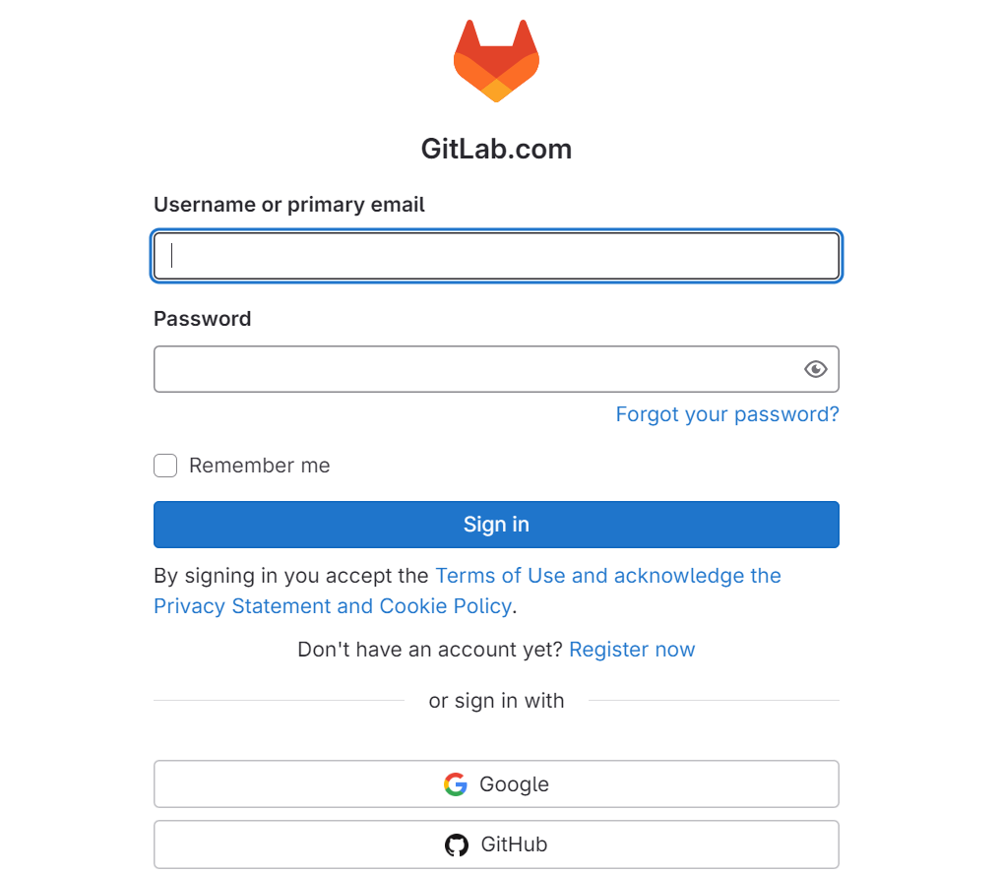 GitLab.com
Username or primary email
Password
Forgot your password?
Remember me
Sign in
By signing in you accept the Terms of Use and acknowledge the
Privacy Statement and Cookie Policy.
Don't have an account yet? Register now
or sign in with
Google
GitHub